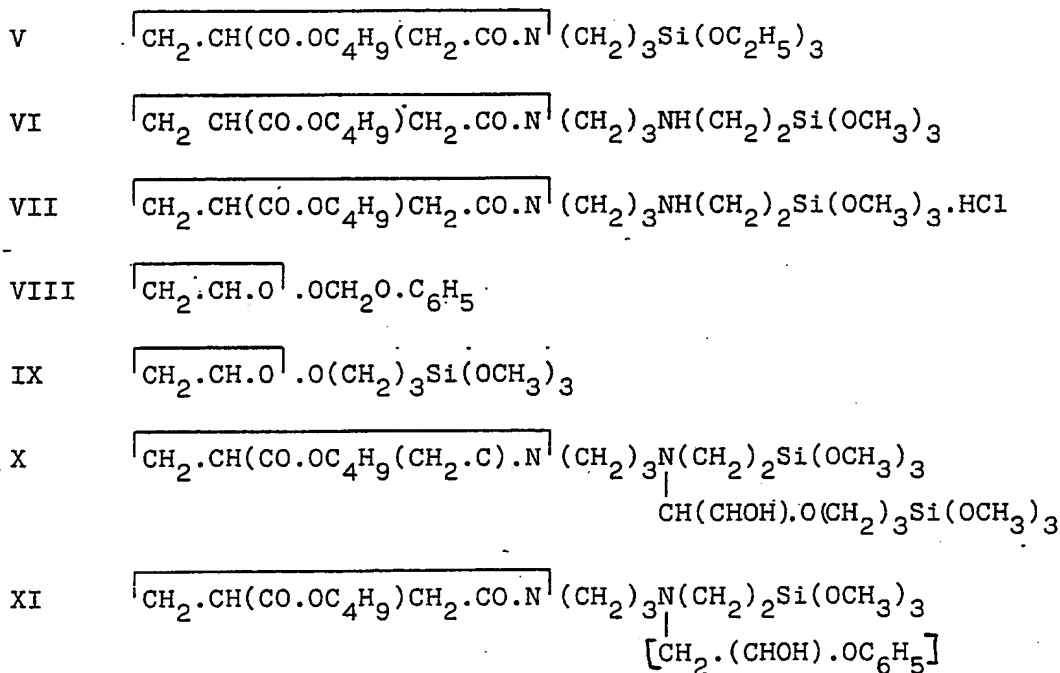 V CH₂.CH(CO.OC₄H₉(CH₂.CO.N (CH₂)₃Si(OC₂H₅)₃
VI CH₂ CH(CO.OC₄H₉)CH₂.CO.N (CH₂)₃NH(CH₂)₂Si(OCH₃)₃
VII CH₂.CH(CO.OC₄H₉)CH₂.CO.N (CH₂)₃NH(CH₂)₂Si(OCH₃)₃.HCl
VIII CH₂.CH.O .OCH₂O.C₆H₅
IX CH₂.CH.O .O(CH₂)₃Si(OCH₃)₃
X CH₂.CH(CO.OC₄H₉(CH₂.C).N (CH₂)₃N(CH₂)₂Si(OCH₃)₃
CH(CHOH).O(CH₂)₃Si(OCH₃)₃
XI CH₂.CH(CO.OC₄H₉)CH₂.CO.N (CH₂)₃N(CH₂)₂Si(OCH₃)₃
[CH₂.(CHOH).OC₆H₅]